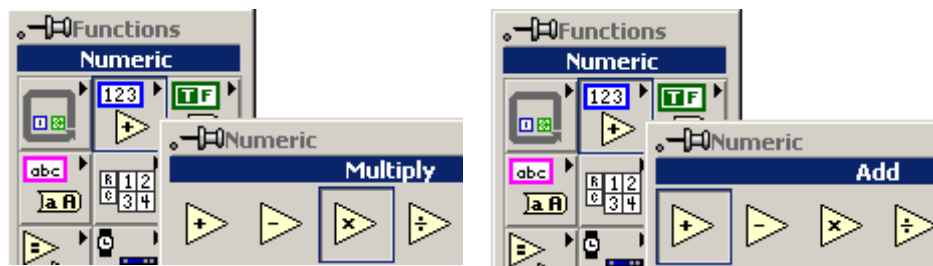 Functions
Numeric
123
TF
Numeric
abc
Multiply
a A
R 1 2
C 3 4
+ - x ÷
=
Functions
Numeric
123
TF
Numeric
abc
Add
a A
R 1 2
C 3 4
+ - x ÷
=